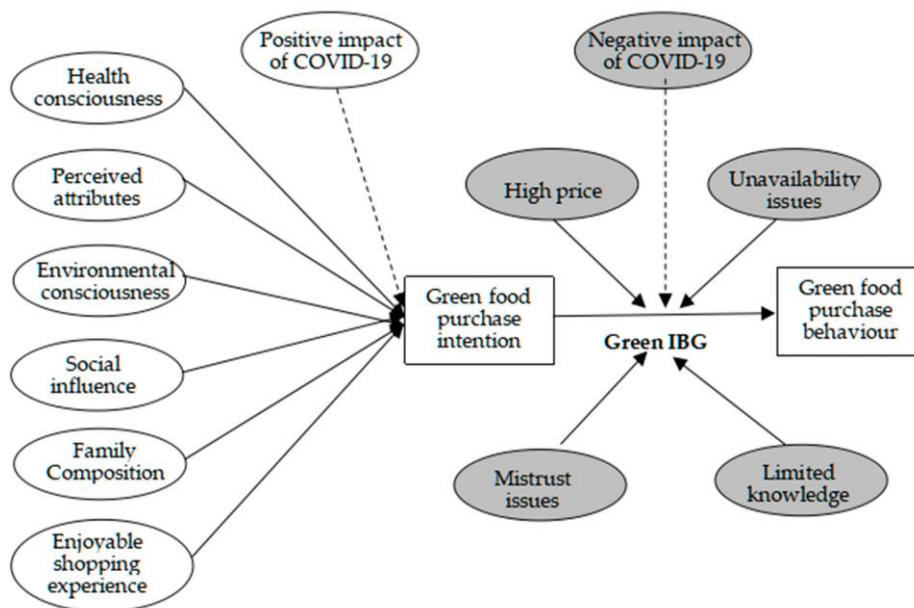 Positive impact
of COVID-19
Negative impact
of COVID-19
Health
consciousness
Perceived
attributes
High price
Unavailability
issues
Environmental
consciousness
Green food
purchase
intention
Green IBG
Green food
purchase
behaviour
Social
influence
Family
Composition
Mistrust
issues
Limited
knowledge
Enjoyable
shopping
experience